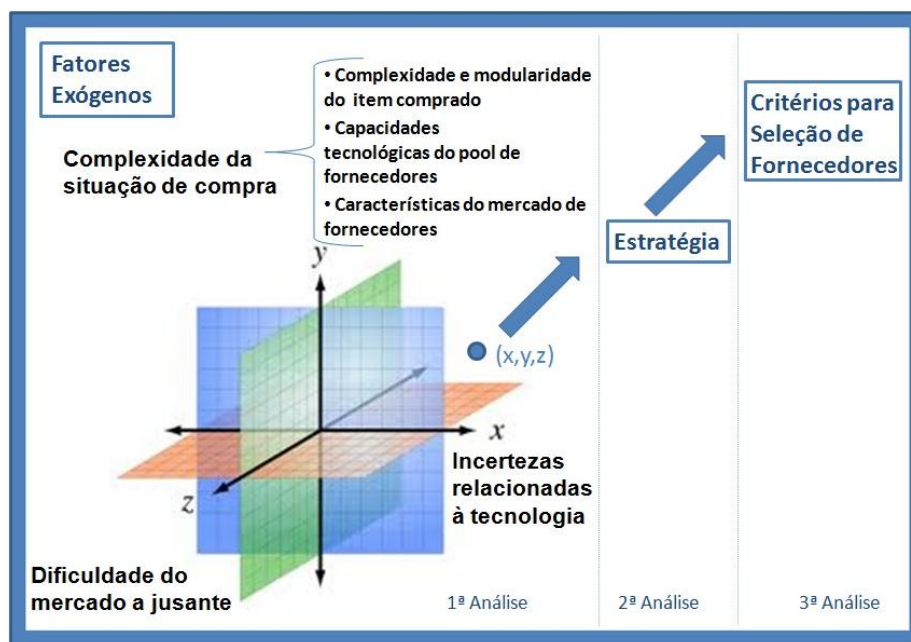 Fatores
Exógenos
Complexidade da
situação de compra
• Complexidade e modularidade
do item comprado
• Capacidades
tecnológicas do pool de
fornecedores
• Características do mercado de
fornecedores
Critérios para
Seleção de
Fornecedores
Estratégia
y
(x,y,z)
x
z
Incertezas
relacionadas
à tecnologia
Dificuldade do
mercado a jusante
1ª Análise
2ª Análise
3ª Análise